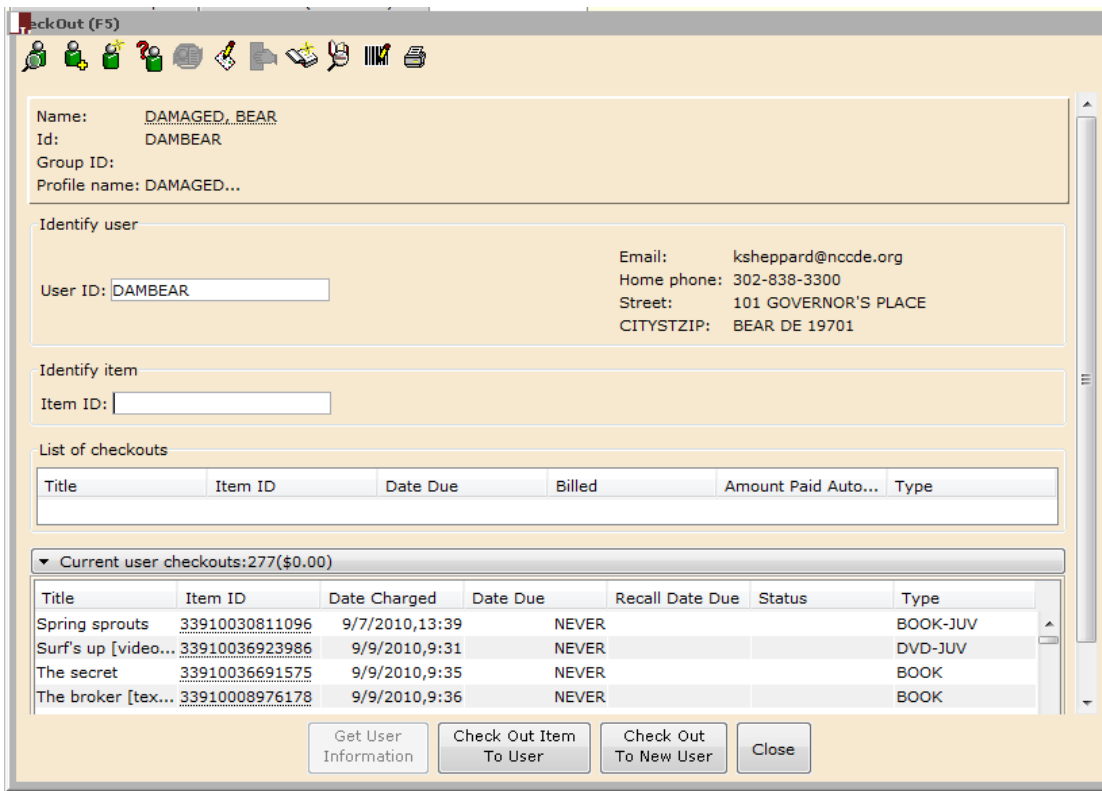 eckOut (F5)
Name: DAMAGED, BEAR
Id: DAMBEAR
Group ID:
Profile name: DAMAGED...
Identify user
User ID: DAMBEAR
Email: ksheppard@nccde.org
Home phone: 302-838-3300
Street: 101 GOVERNOR'S PLACE
CITYSTZIP: BEAR DE 19701
Identify item
Item ID:
List of checkouts
Title Item ID Date Due Billed Amount Paid Auto... Type
Current user checkouts:277($0.00)
Title Item ID Date Charged Date Due Recall Date Due Status Type
Spring sprouts 33910030811096 9/7/2010,13:39 NEVER BOOK-JUV
Surf's up [video... 33910036923986 9/9/2010,9:31 NEVER DVD-JUV
The secret 33910036691575 9/9/2010,9:35 NEVER BOOK
The broker [tex... 33910008976178 9/9/2010,9:36 NEVER BOOK
Get User Information
Check Out Item To User
Check Out To New User
Close